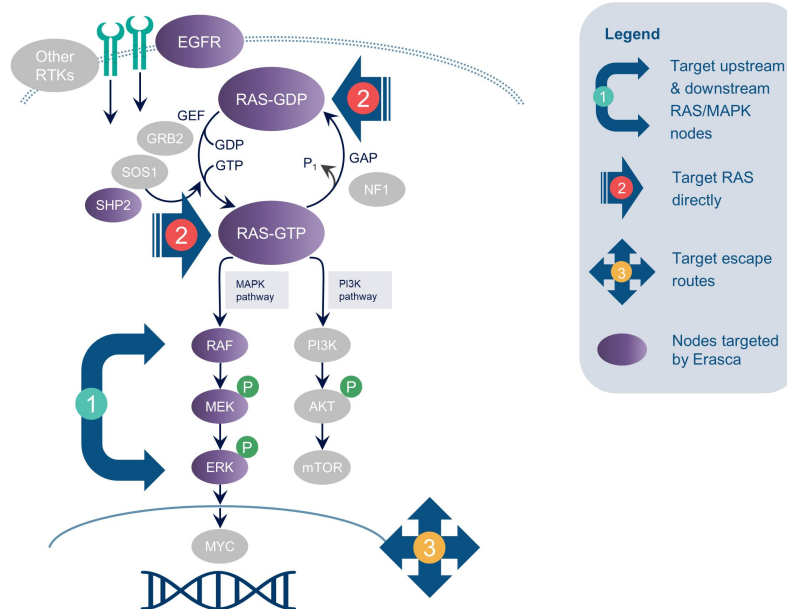 Other
RTKs
EGFR
RAS-GDP
2
GEF
GDP
GTP
GRB2
SOS1
SHP2
P1
GAP
NF1
2
RAS-GTP
MAPK
pathway
PI3K
pathway
RAF
PI3K
1
MEK
P
AKT
P
ERK
P
mTOR
MYC
3
Legend
1
Target upstream
& downstream
RAS/MAPK
nodes
2
Target RAS
directly
3
Target escape
routes
Nodes targeted
by Erasca